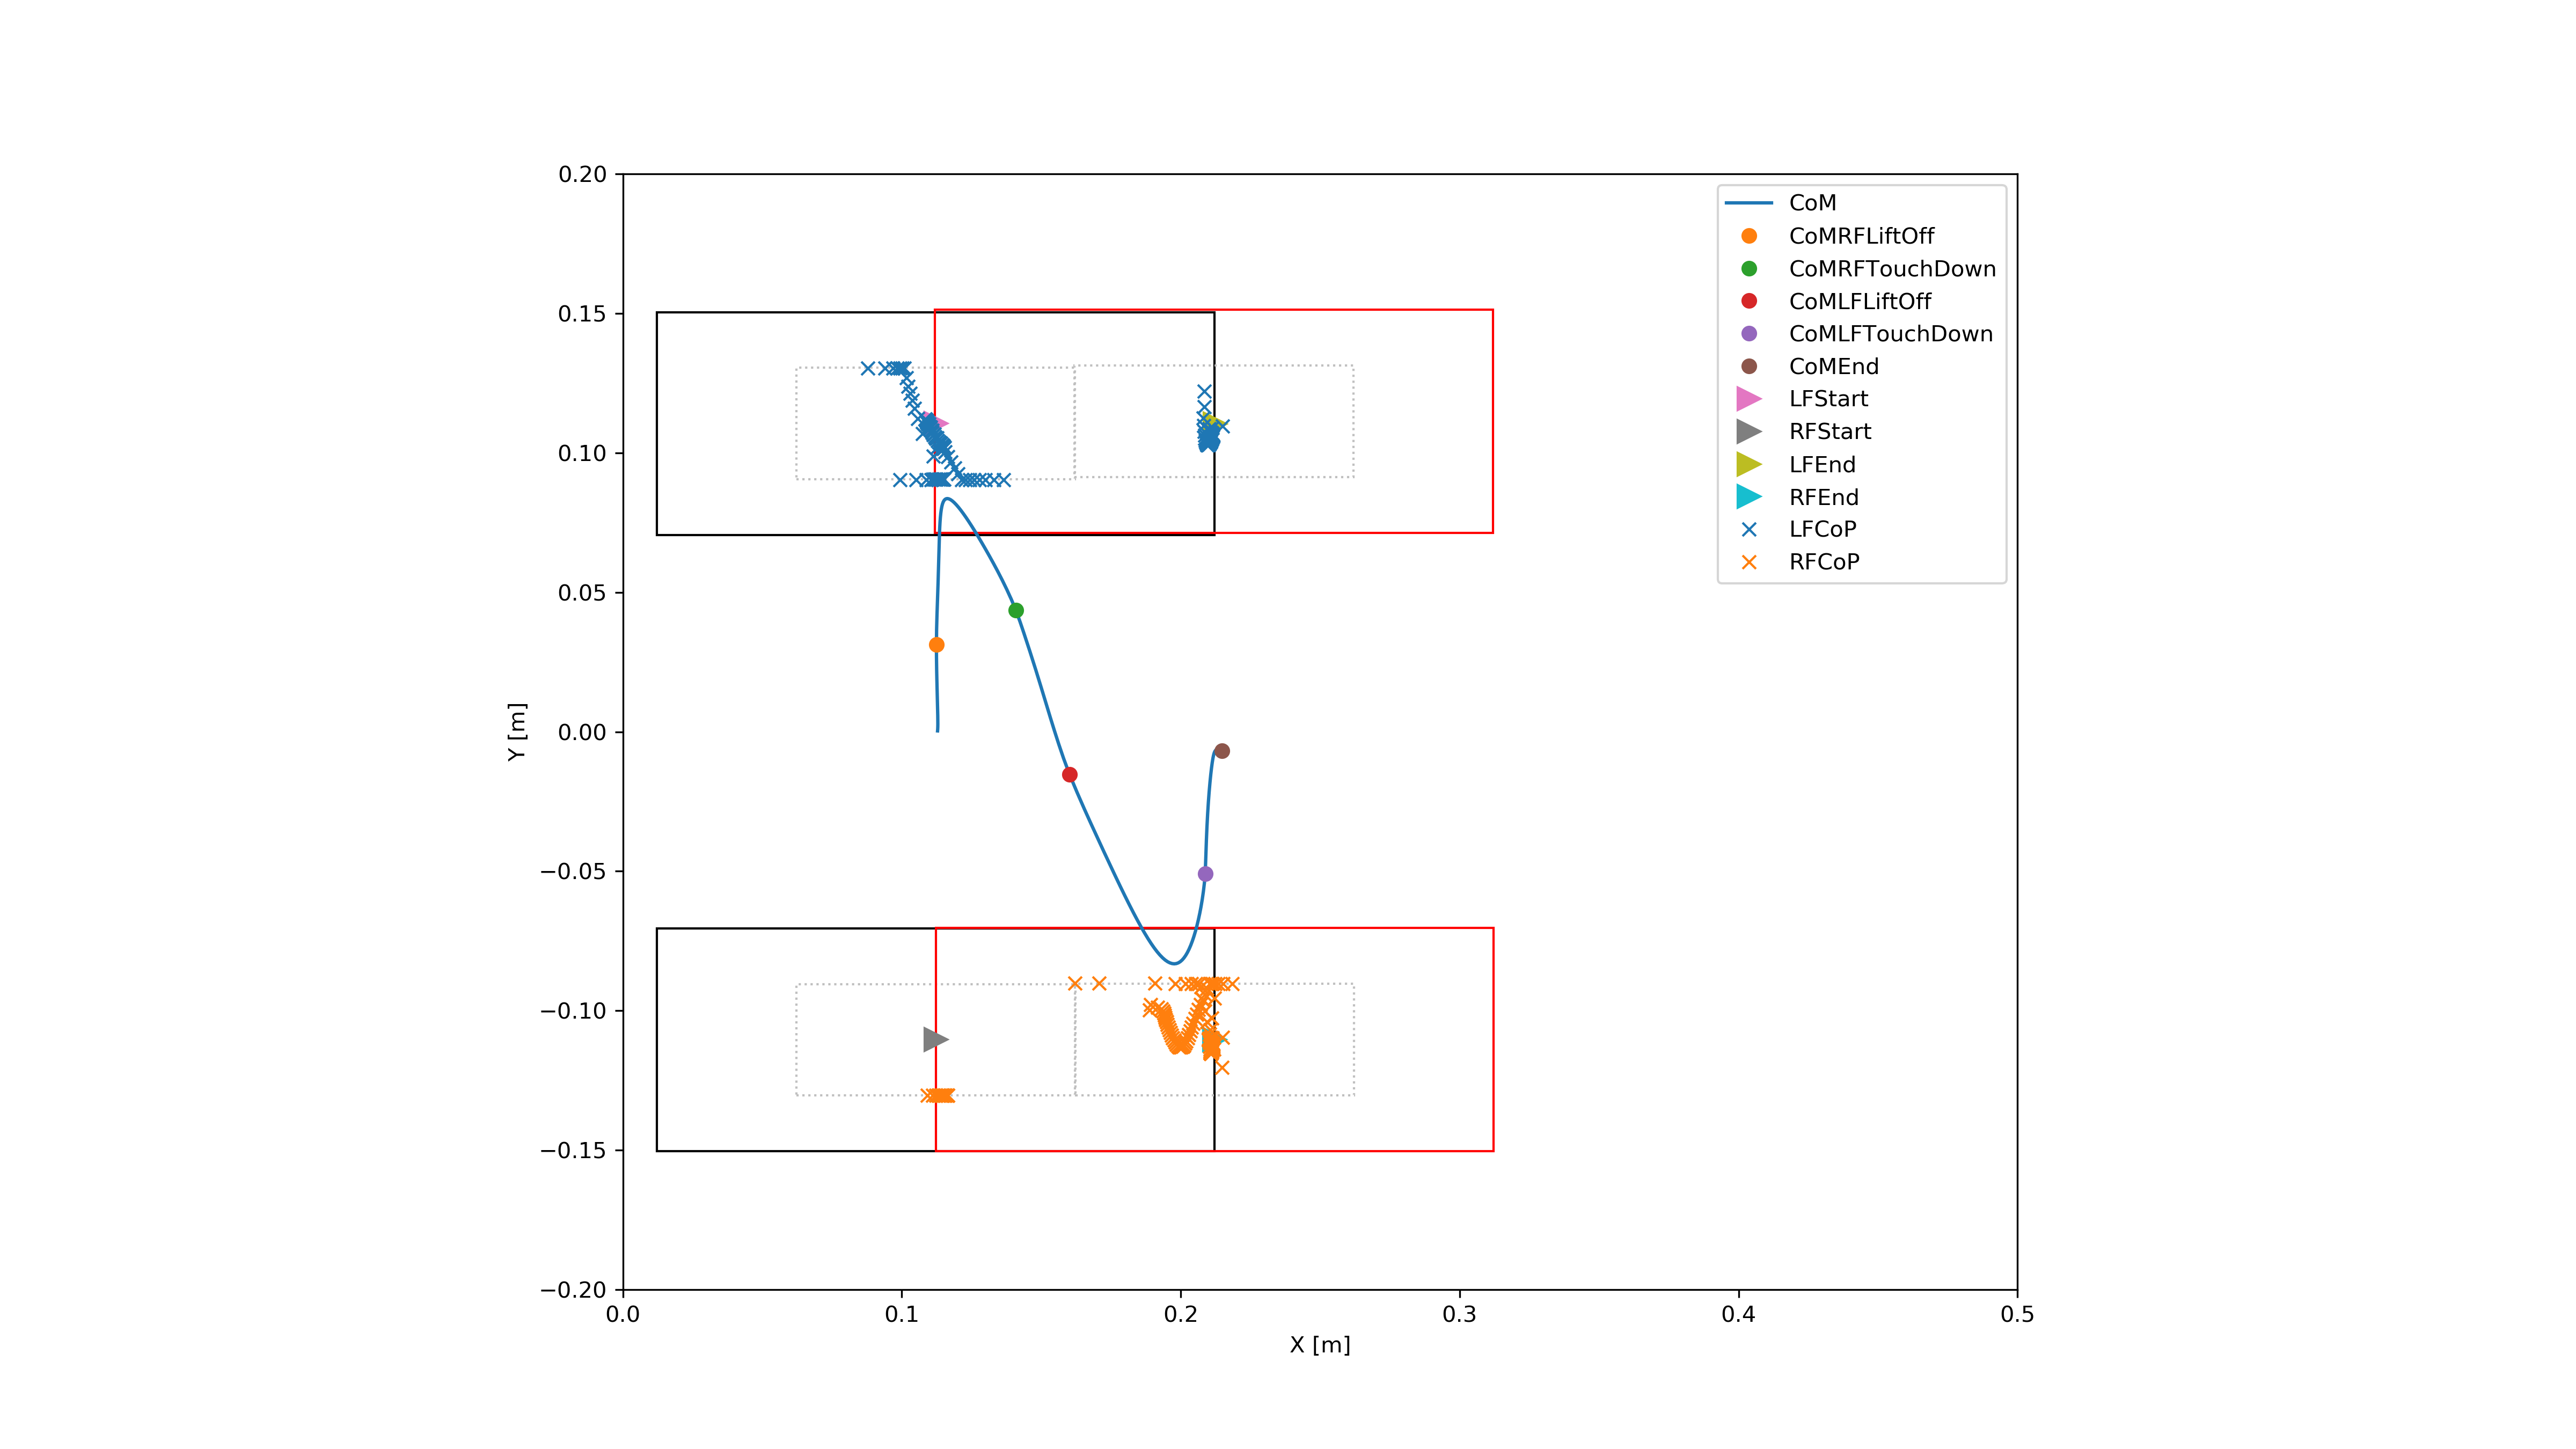 0.20
0.15
0.10
0.05
0.00
−0.05
−0.10
−0.15
−0.20
Y [m]
0.0 0.1 0.2 0.3 0.4 0.5
X [m]
CoM
CoMRFLiftOff
CoMRFTouchDown
CoMLFLiftOff
CoMLFTouchDown
CoMEnd
LFStart
RFStart
LFEnd
RFEnd
LFCoP
RFCoP